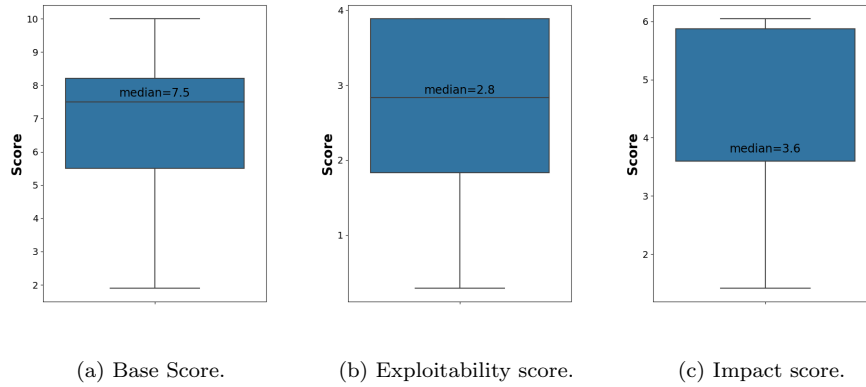 10
9
8
7
6
5
4
3
2
Score
median=7.5
4
3
2
1
Score
median=2.8
6
5
4
3
2
Score
median=3.6
(a) Base Score.
(b) Exploitability score.
(c) Impact score.